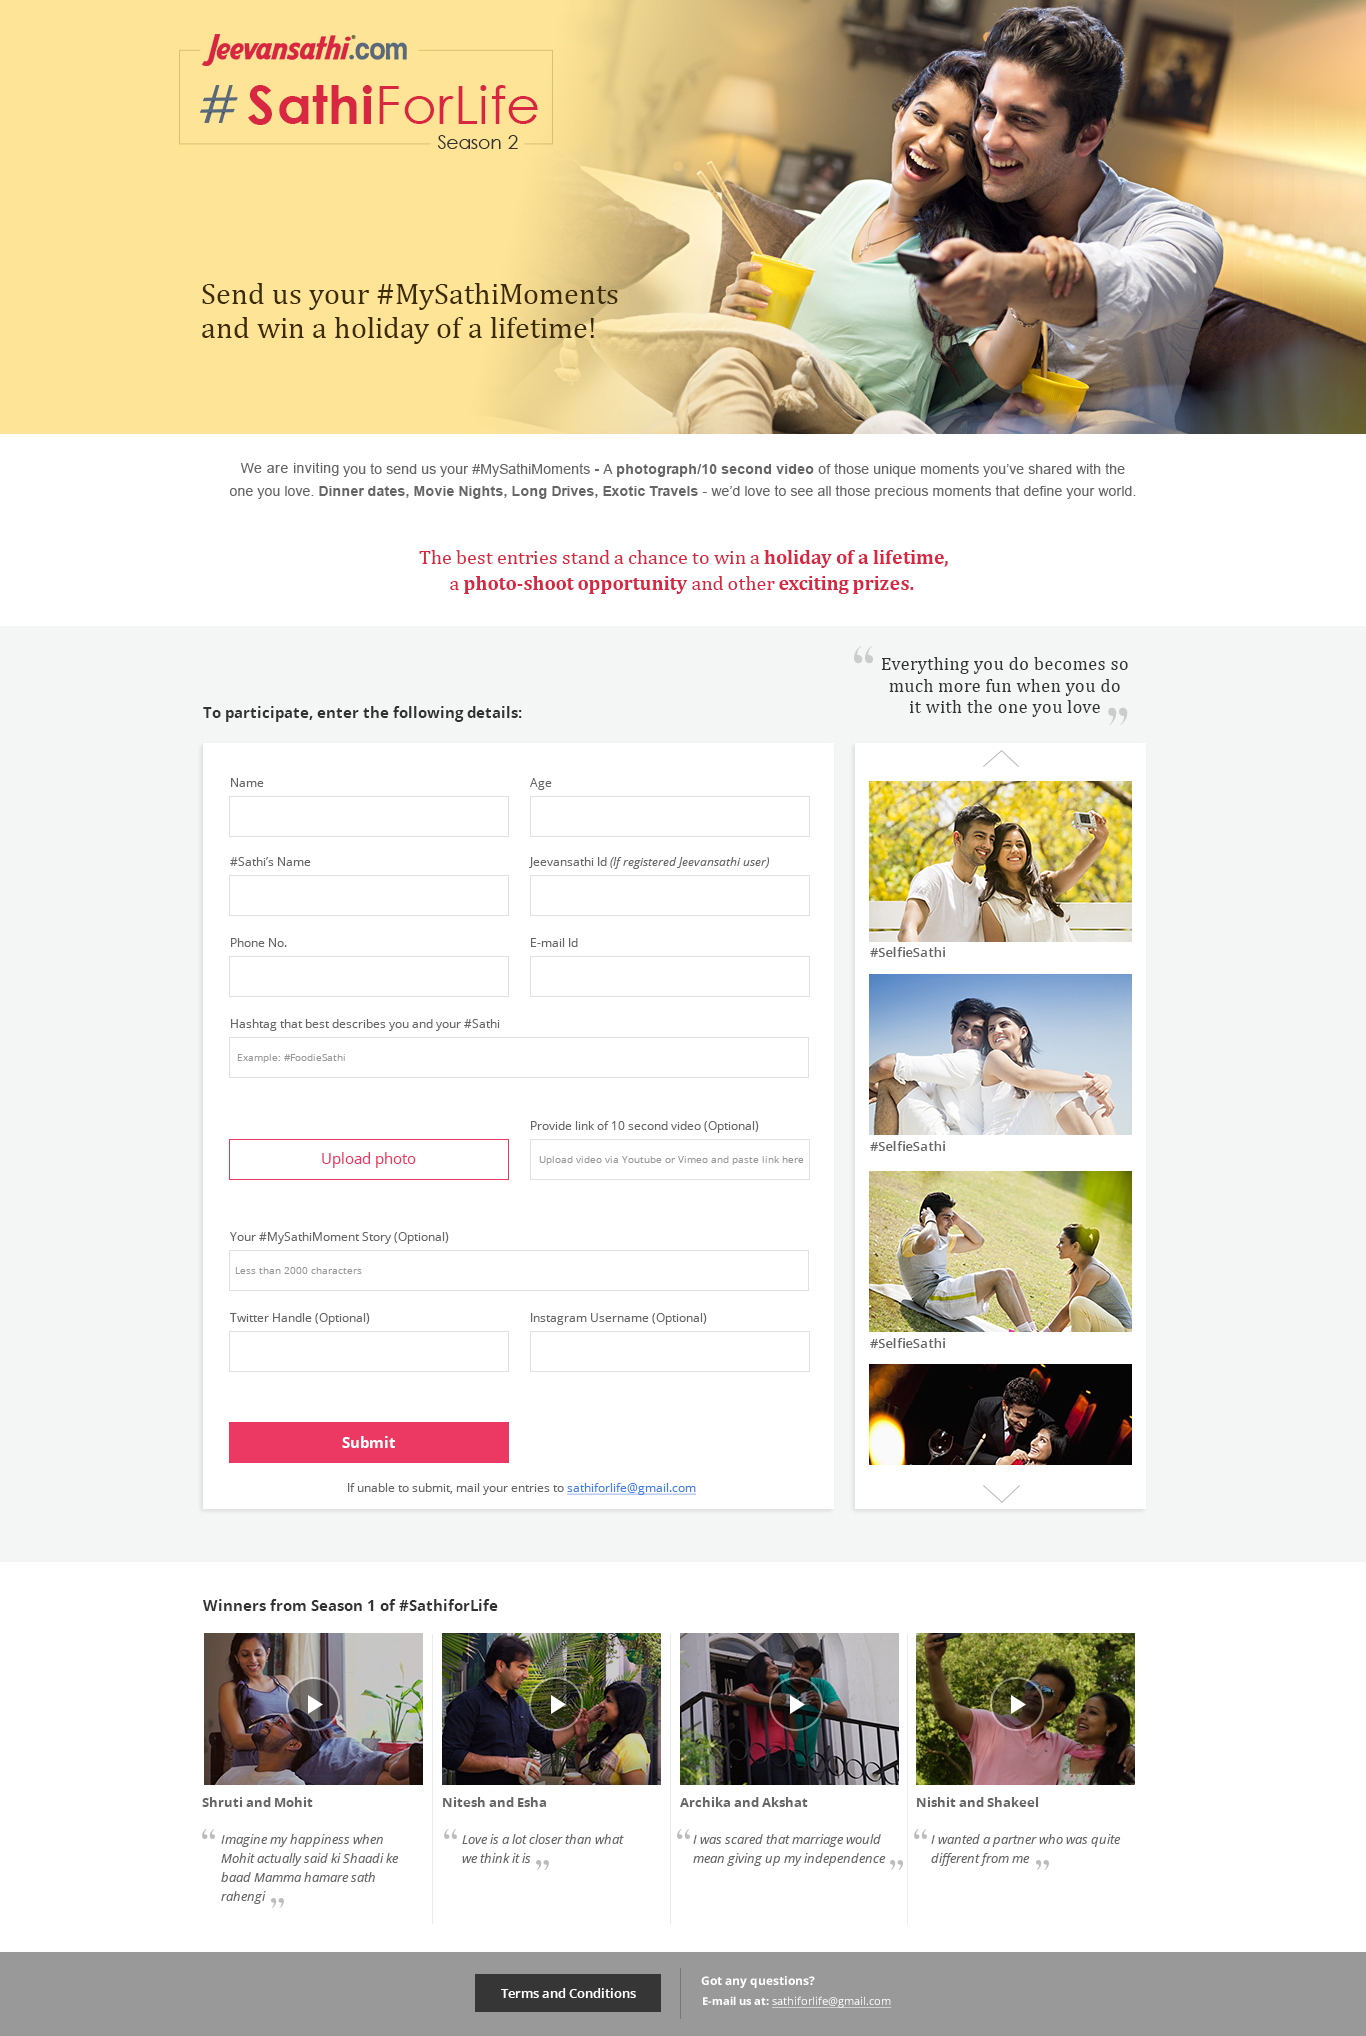 Jeevansathi.com
# SathiForLife
Season 2
Send us your #MySathiMoments
and win a holiday of a lifetime!
We are inviting you to send us your #MySathiMoments - A photograph/10 second video of those unique moments you've shared with the
one you love. Dinner dates, Movie Nights, Long Drives, Exotic Travels - we'd love to see all those precious moments that define your world.
The best entries stand a chance to win a holiday of a lifetime,
a photo-shoot opportunity and other exciting prizes.
“ Everything you do becomes so
much more fun when you do
it with the one you love ”
To participate, enter the following details:
Name
Age
#Sathi's Name
Jeevansathi Id (If registered Jeevansathi user)
Phone No.
E-mail Id
Hashtag that best describes you and your #Sathi
Example: #FoodieSathi
Provide link of 10 second video (Optional)
Upload photo
Upload video via Youtube or Vimeo and paste link here
Your #MySathiMoment Story (Optional)
Less than 2000 characters
Twitter Handle (Optional)
Instagram Username (Optional)
Submit
If unable to submit, mail your entries to sathiforlife@gmail.com
#SelfieSathi
#SelfieSathi
#SelfieSathi
Winners from Season 1 of #SathiforLife
Shruti and Mohit
“ Imagine my happiness when
Mohit actually said ki Shaadi ke
baad Mamma hamare sath
rahengi ”
Nitesh and Esha
“ Love is a lot closer than what
we think it is ”
Archika and Akshat
“ I was scared that marriage would
mean giving up my independence ”
Nishit and Shakeel
“ I wanted a partner who was quite
different from me ”
Terms and Conditions
Got any questions?
E-mail us at: sathiforlife@gmail.com